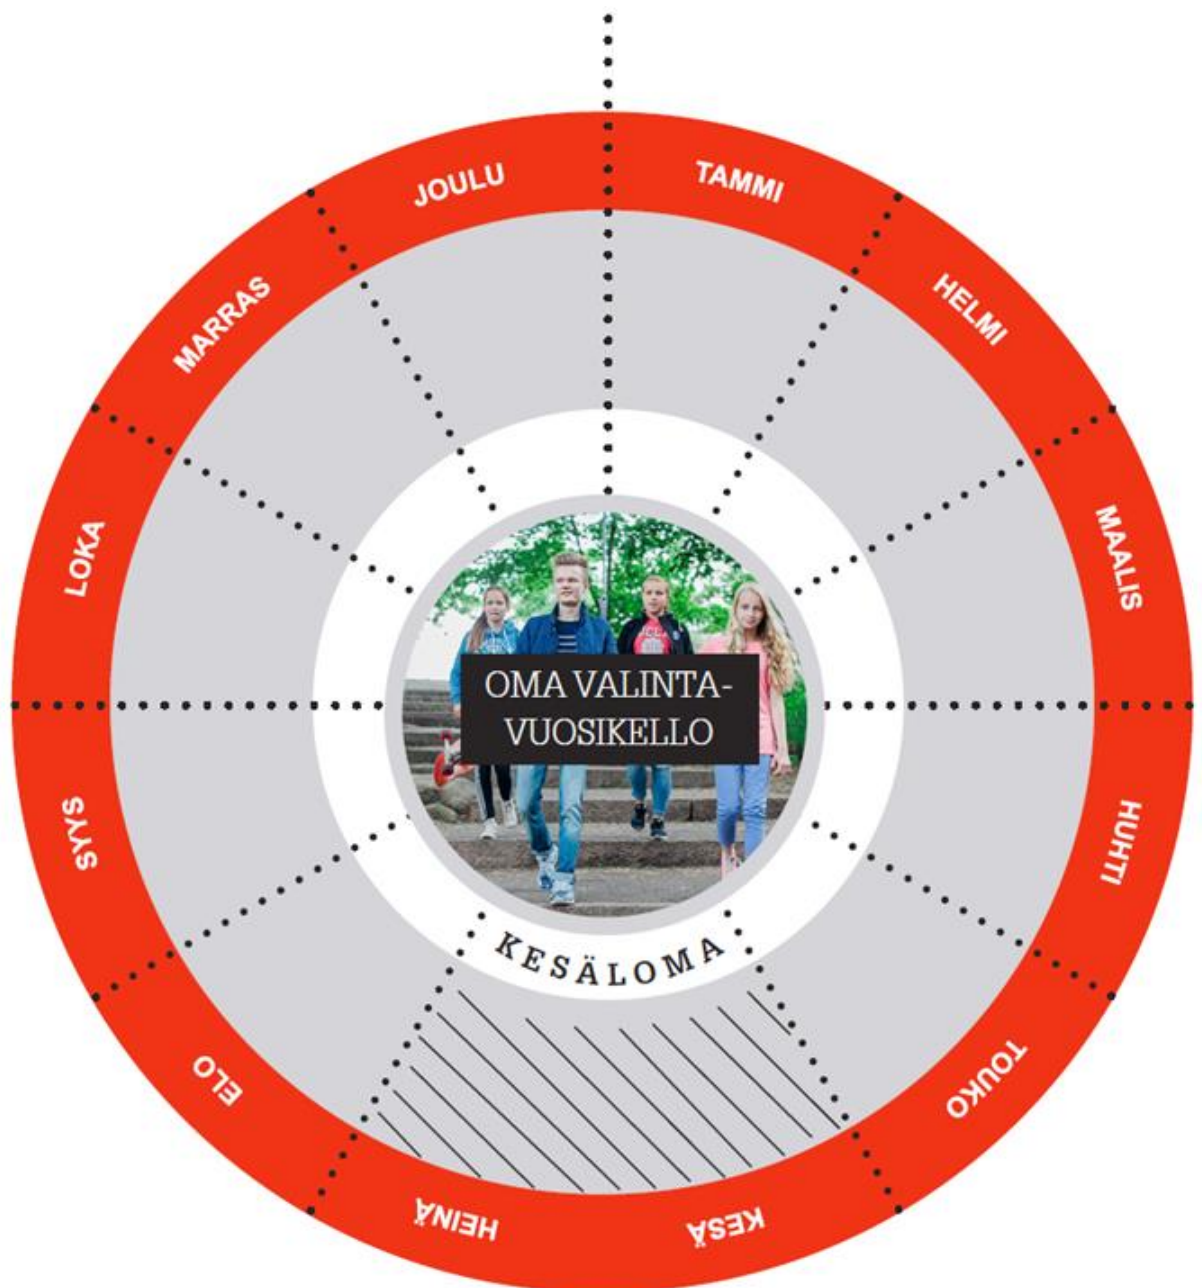 TAMMI
HELMI
MAALIS
HUHTI
TOUKO
KESÄ
HEINÄ
ELO
SYYS
LOKA
MARRAS
JOULU
OMA VALINTA-
VUOSIKELLO
KESÄLOMA